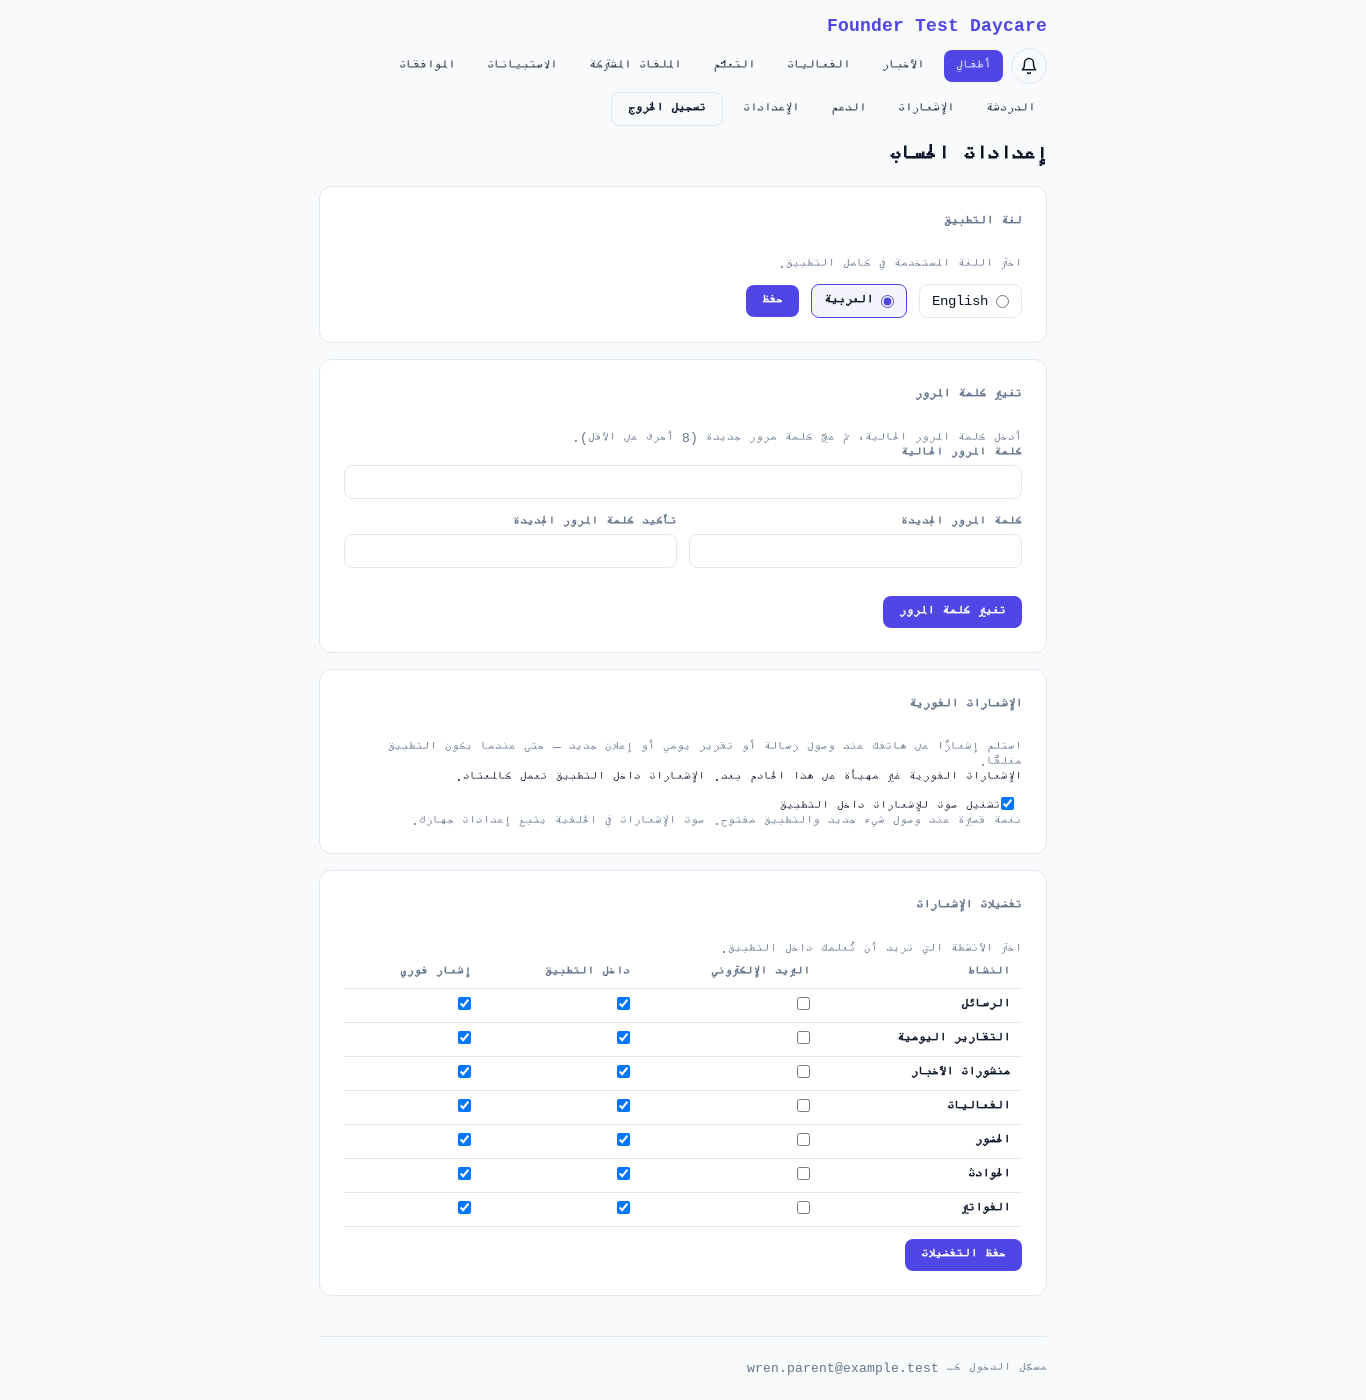 Founder Test Daycare
أطفالي الأخبار الفعاليات التعلّم الملفات المشتركة الاستبيانات الموافقات
الدردشة الإشعارات الدعم الإعدادات تسجيل الخروج
إعدادات الحساب
لغة التطبيق
اختر اللغة المستخدمة في كامل التطبيق.
English العربية حفظ
تغيير كلمة المرور
أدخل كلمة المرور الحالية، ثم عيّن كلمة مرور جديدة (8 أحرف على الأقل).
كلمة المرور الحالية
كلمة المرور الجديدة تأكيد كلمة المرور الجديدة
تغيير كلمة المرور
الإشعارات الفورية
استلم إشعارًا على هاتفك عند وصول رسالة أو تقرير يومي أو إعلان جديد — حتى عندما يكون التطبيق
مغلقًا.
الإشعارات الفورية غير مهيأة على هذا الخادم بعد. الإشعارات داخل التطبيق تعمل كالمعتاد.
تشغيل صوت للإشعارات داخل التطبيق
نغمة قصيرة عند وصول شيء جديد والتطبيق مفتوح. صوت الإشعارات في الخلفية يتبع إعدادات جهازك.
تفضيلات الإشعارات
اختر الأنشطة التي تريد أن نُعلمك داخل التطبيق.
النشاط البريد الإلكتروني داخل التطبيق إشعار فوري
الرسائل
التقارير اليومية
منشورات الأخبار
الفعاليات
الحضور
الحوادث
الفواتير
حفظ التفضيلات
مسجّل الدخول كـ wren.parent@example.test